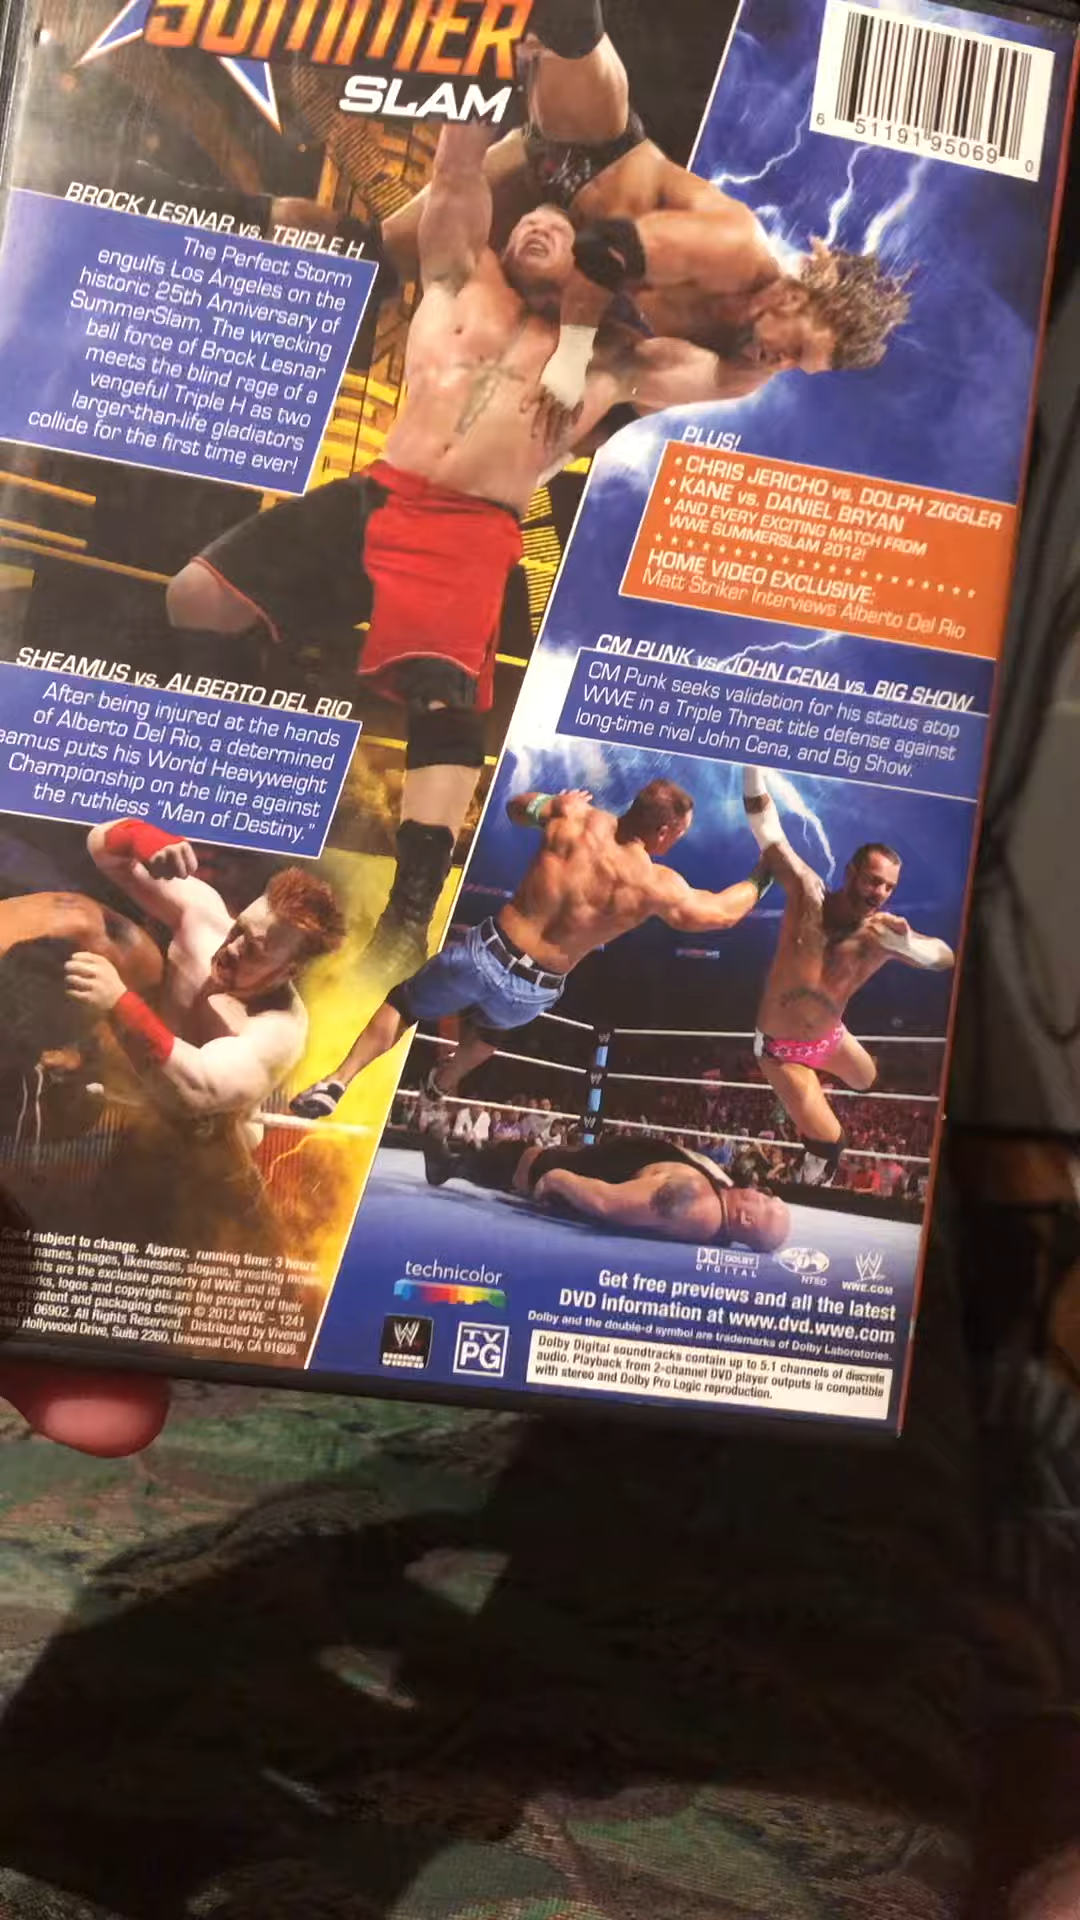 SUMMER
SLAM
6 51191 95069 0
BROCK LESNAR vs. TRIPLE H
The Perfect Storm
engulfs Los Angeles on the
historic 25th Anniversary of
SummerSlam. The wrecking
ball force of Brock Lesnar
meets the blind rage of a
vengeful Triple H as two
larger-than-life gladiators
collide for the first time ever!
PLUS!
• CHRIS JERICHO vs. DOLPH ZIGGLER
• KANE vs. DANIEL BRYAN
• AND EVERY EXCITING MATCH FROM
WWE SUMMERSLAM 2012!
HOME VIDEO EXCLUSIVE:
Matt Striker Interviews Alberto Del Rio
SHEAMUS vs. ALBERTO DEL RIO
After being injured at the hands
of Alberto Del Rio, a determined
eamus puts his World Heavyweight
Championship on the line against
the ruthless "Man of Destiny."
CM PUNK vs. JOHN CENA vs. BIG SHOW
CM Punk seeks validation for his status atop
WWE in a Triple Threat title defense against
long-time rival John Cena, and Big Show.
subject to change. Approx. running time: 3 hours.
names, images, likenesses, slogans, wrestling
are the exclusive property of WWE and its
logos and copyrights are the property of their
content and packaging design © 2012 WWE – 1241
CT 06902. All Rights Reserved. Distributed by Vivendi
Hollywood Drive, Suite 2260, Universal City, CA 91608.
technicolor
TV
PG
DOLBY
DIGITAL
NTSC
WWE.COM
Get free previews and all the latest
DVD information at www.dvd.wwe.com
Dolby and the double-d symbol are trademarks of Dolby Laboratories.
Dolby Digital soundtracks contain up to 5.1 channels of discrete
audio. Playback from 2-channel DVD player outputs is compatible
with stereo and Dolby Pro Logic reproduction.